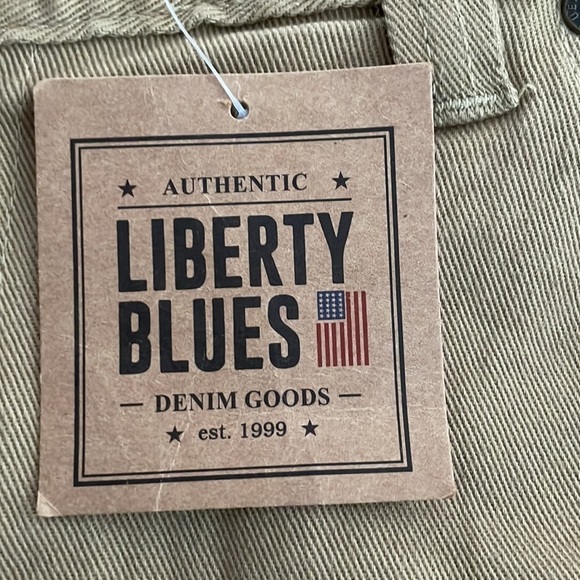 ★ AUTHENTIC ★
LIBERTY
BLUES
— DENIM GOODS —
★ est. 1999 ★